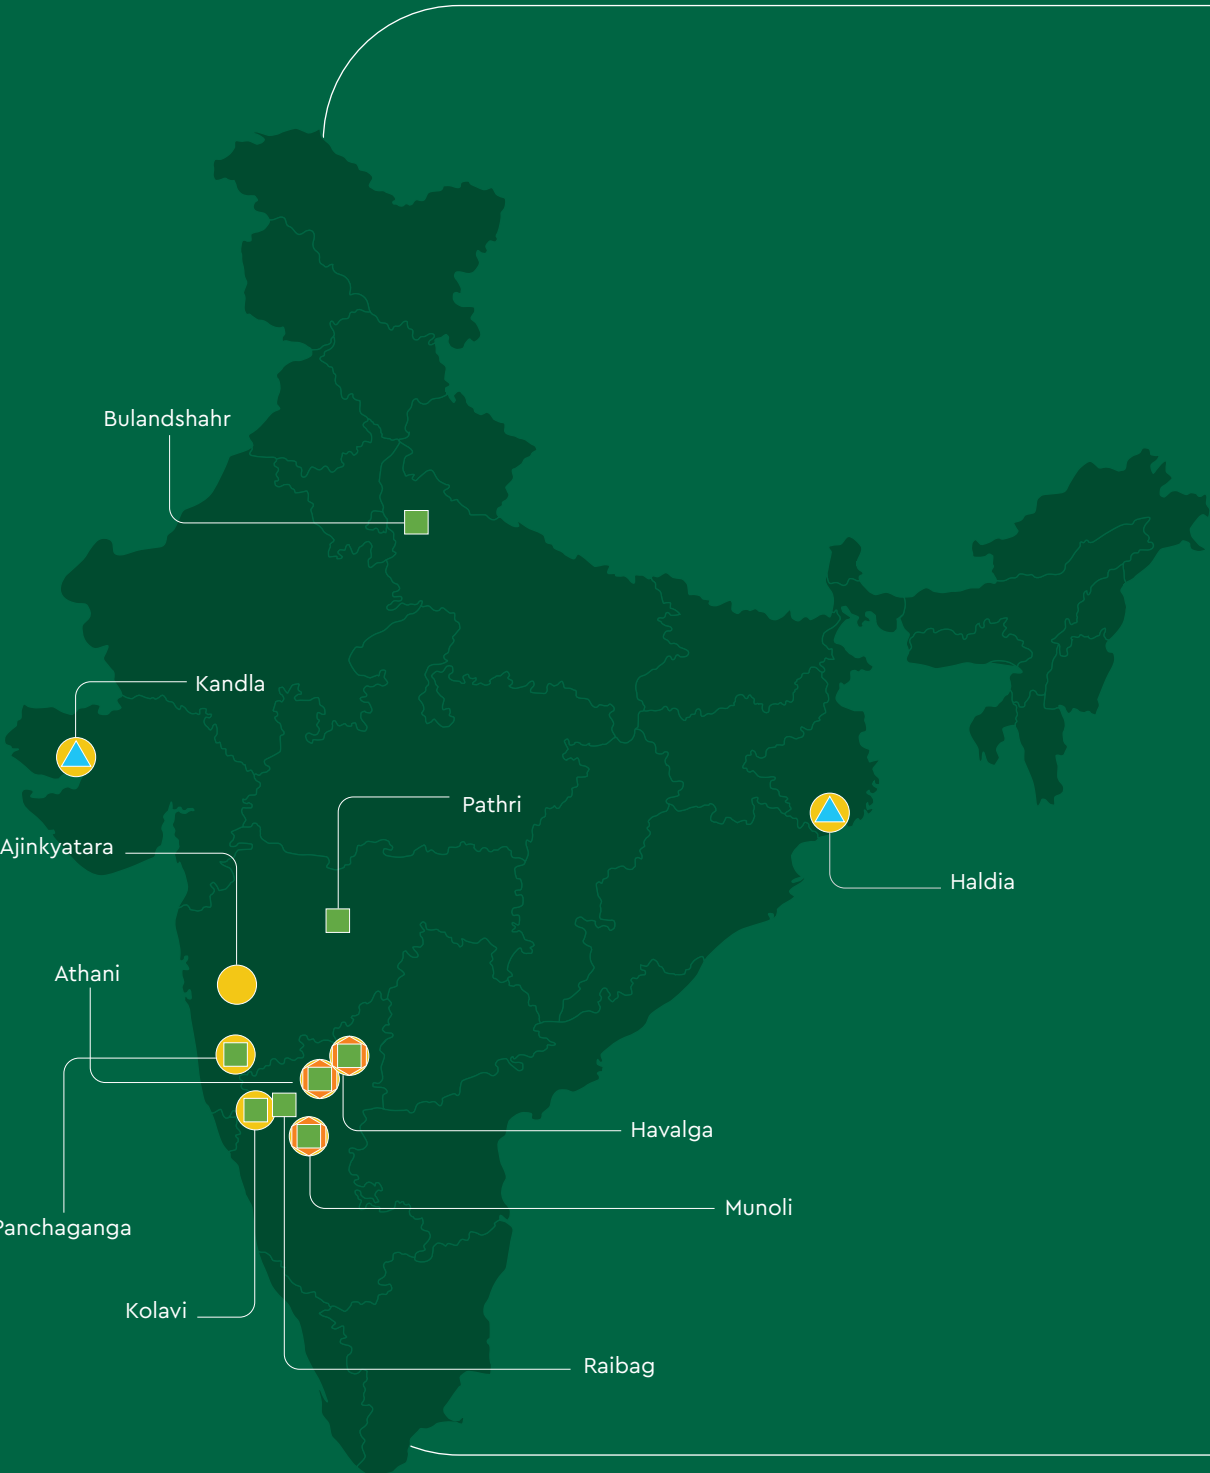 Bulandshahr
Kandla
Pathri
Ajinkyatara
Haldia
Athani
Havalga
Munoli
Panchaganga
Kolavi
Raibag